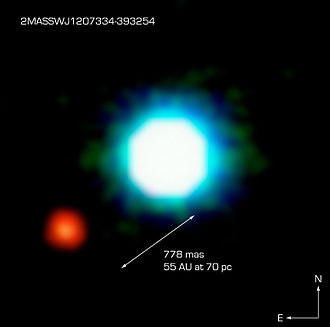 2MASSWJ1207334-393254
778 mas
55 AU at 70 pc
N
E